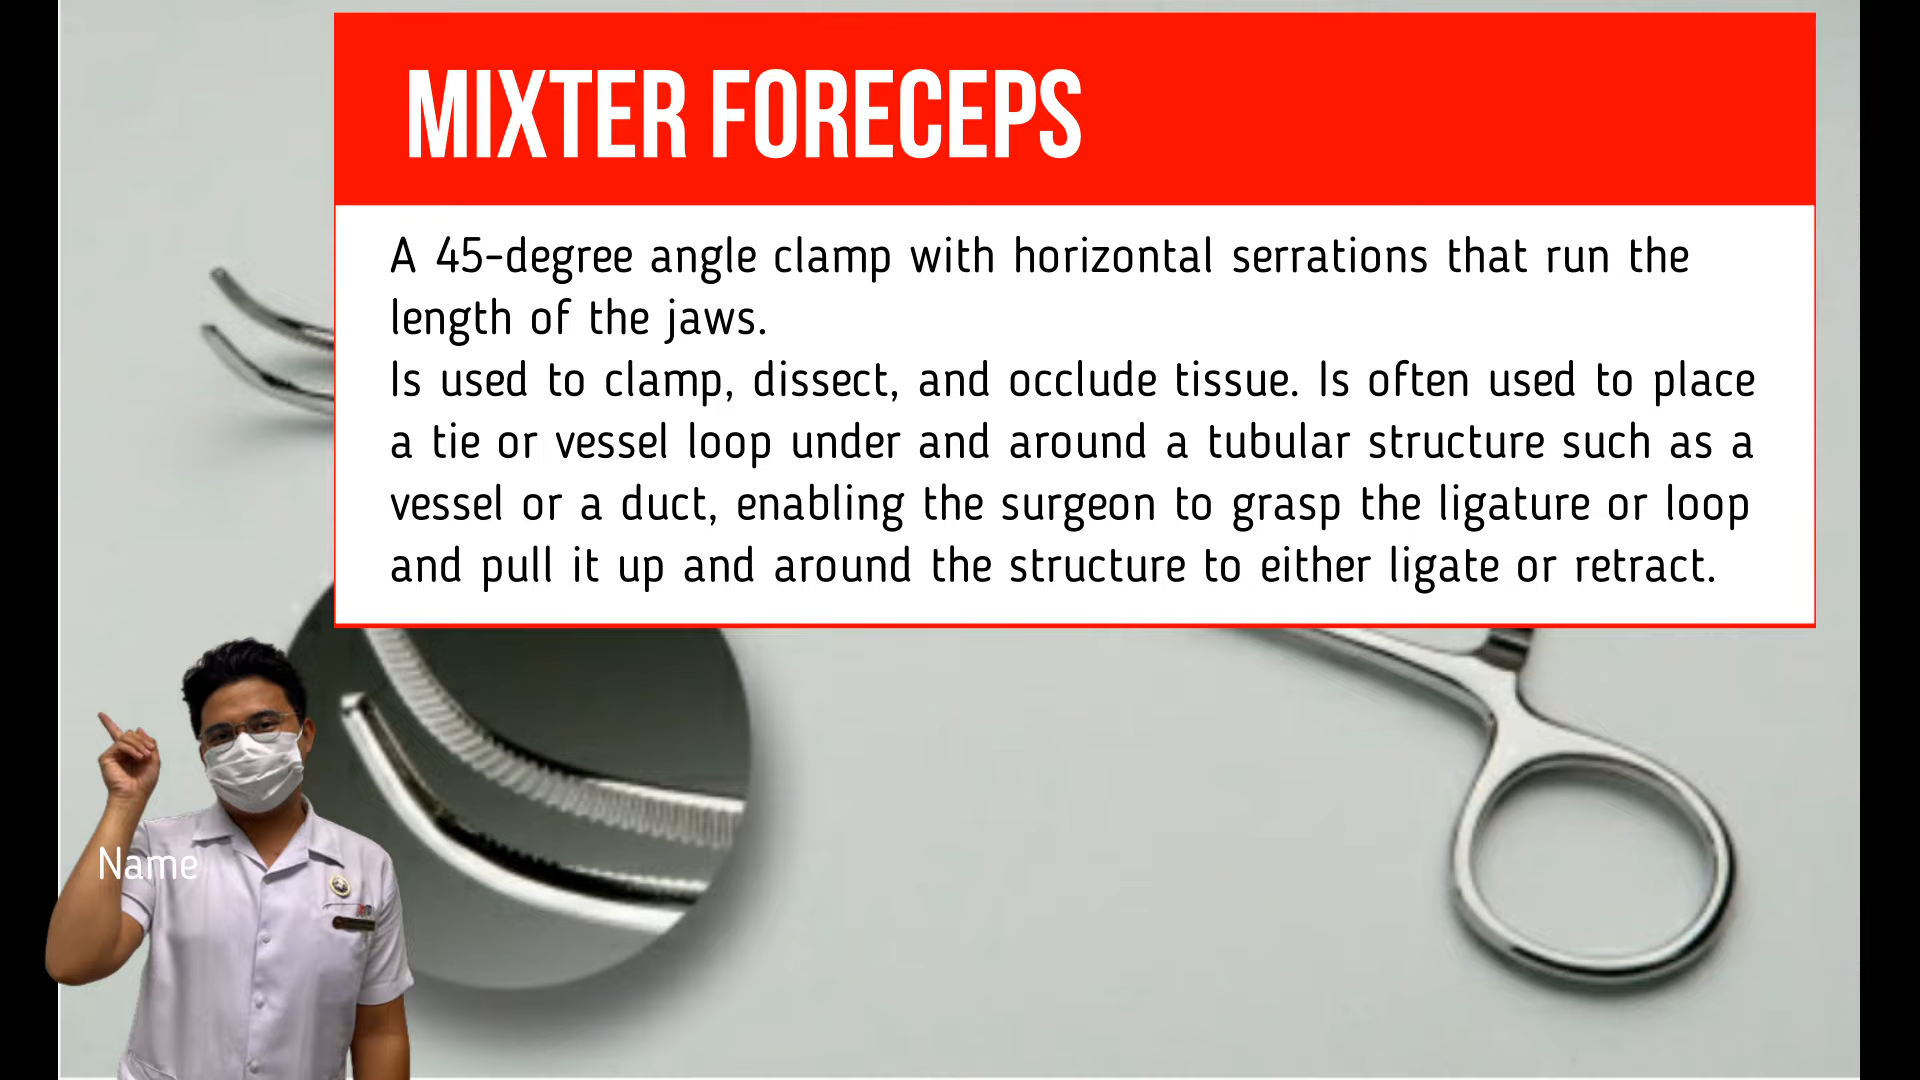 MIXTER FORECEPS
A 45-degree angle clamp with horizontal serrations that run the
length of the jaws.
Is used to clamp, dissect, and occlude tissue. Is often used to place
a tie or vessel loop under and around a tubular structure such as a
vessel or a duct, enabling the surgeon to grasp the ligature or loop
and pull it up and around the structure to either ligate or retract.
Name